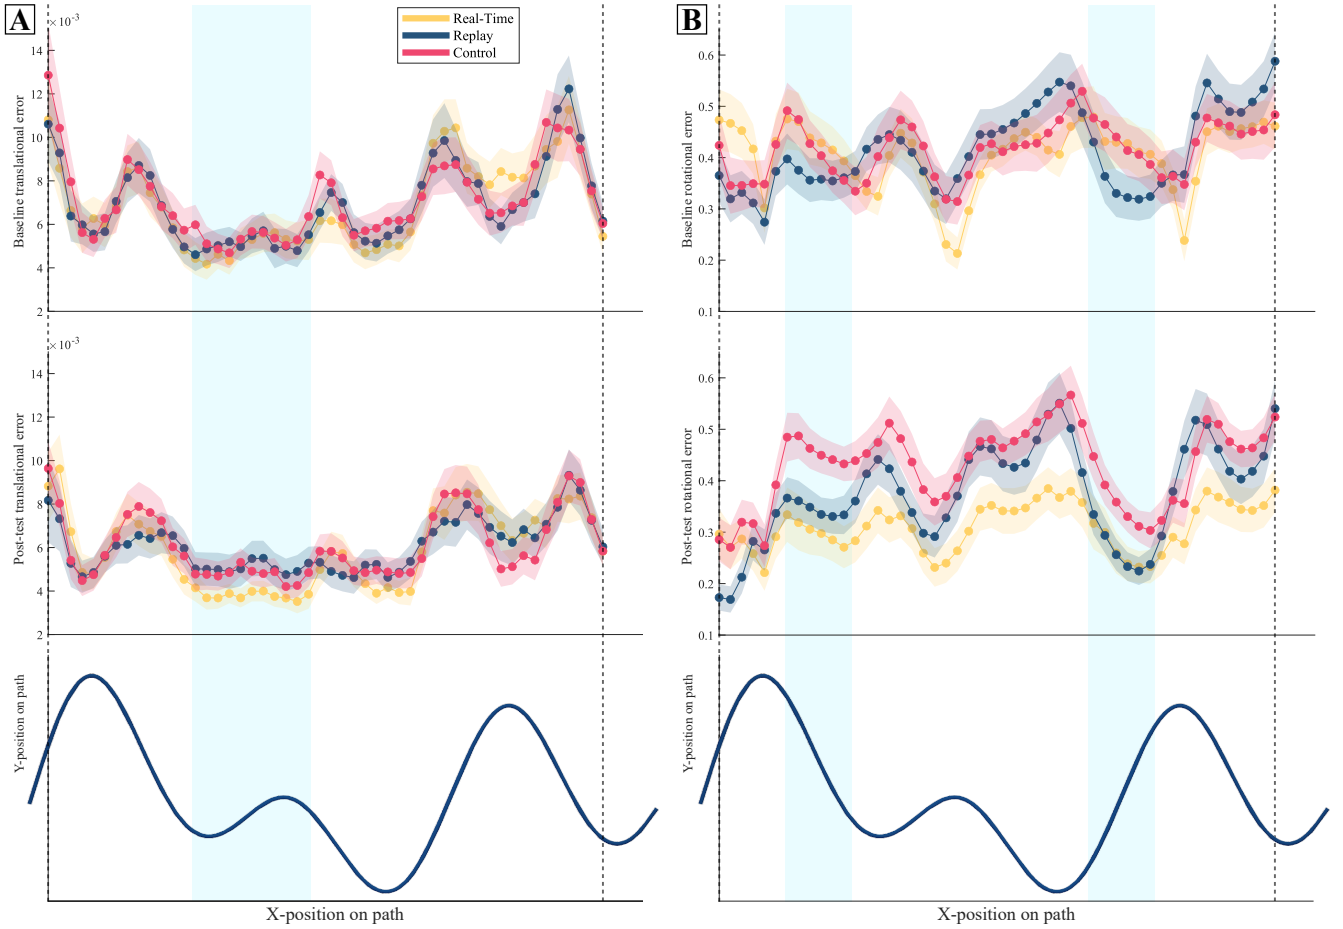 A
×10⁻³
14
12
10
8
6
4
2
Baseline translational error
Real-Time
Replay
Control
B
0.6
0.5
0.4
0.3
0.2
0.1
Baseline rotational error
×10⁻³
14
12
10
8
6
4
2
Post-test translational error
0.6
0.5
0.4
0.3
0.2
0.1
Post-test rotational error
Y-position on path
X-position on path
Y-position on path
X-position on path